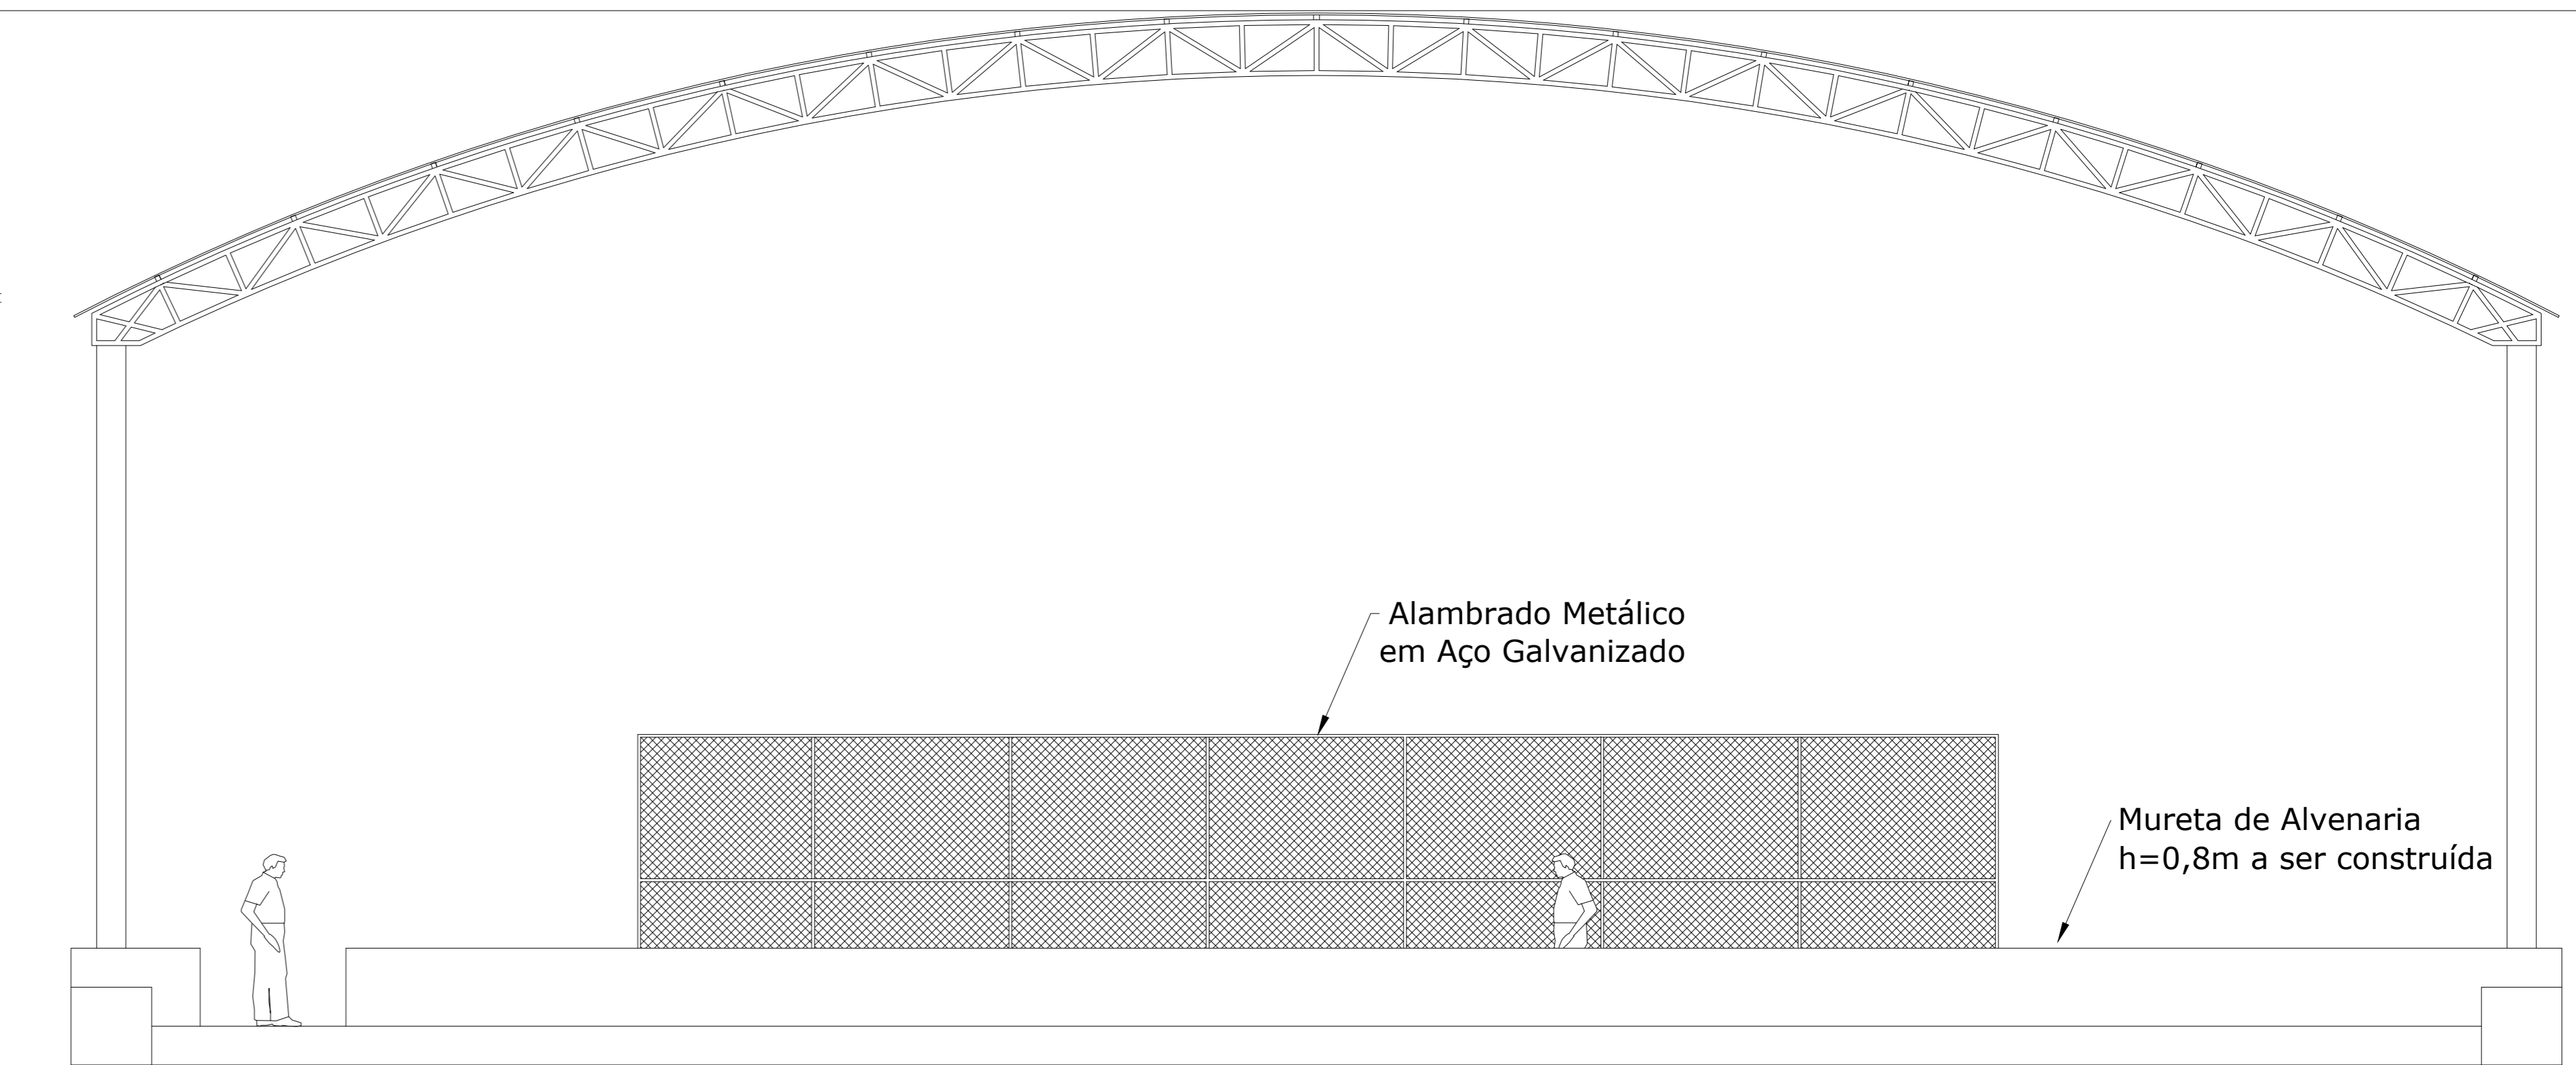 Alambrado Metálico
em Aço Galvanizado
Mureta de Alvenaria
h=0,8m a ser construída